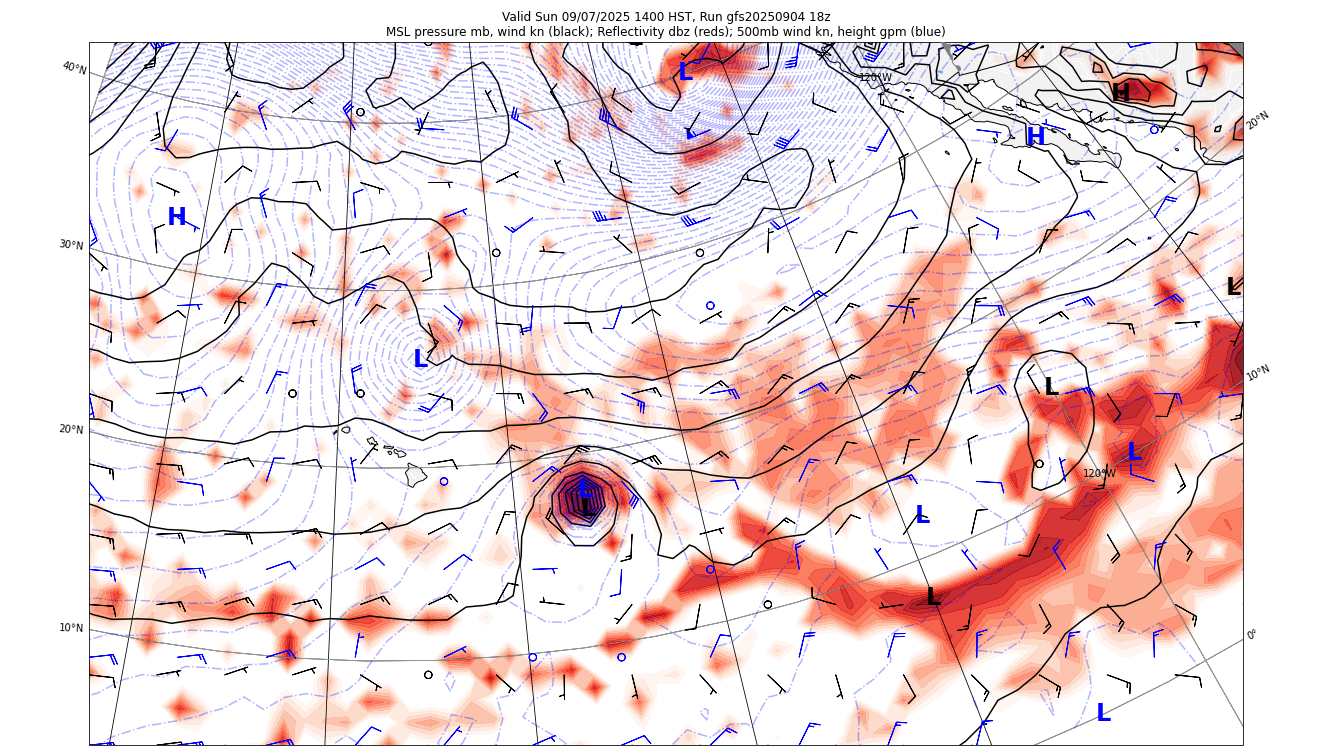 Valid Sun 09/07/2025 1400 HST, Run gfs20250904 18z
MSL pressure mb, wind kn (black); Reflectivity dbz (reds); 500mb wind kn, height gpm (blue)
40°N
L
120°W
H
20°N
H
H
30°N
L
L
10°N
L
20°N
L
120°W
L
L
L
L
10°N
0°
L